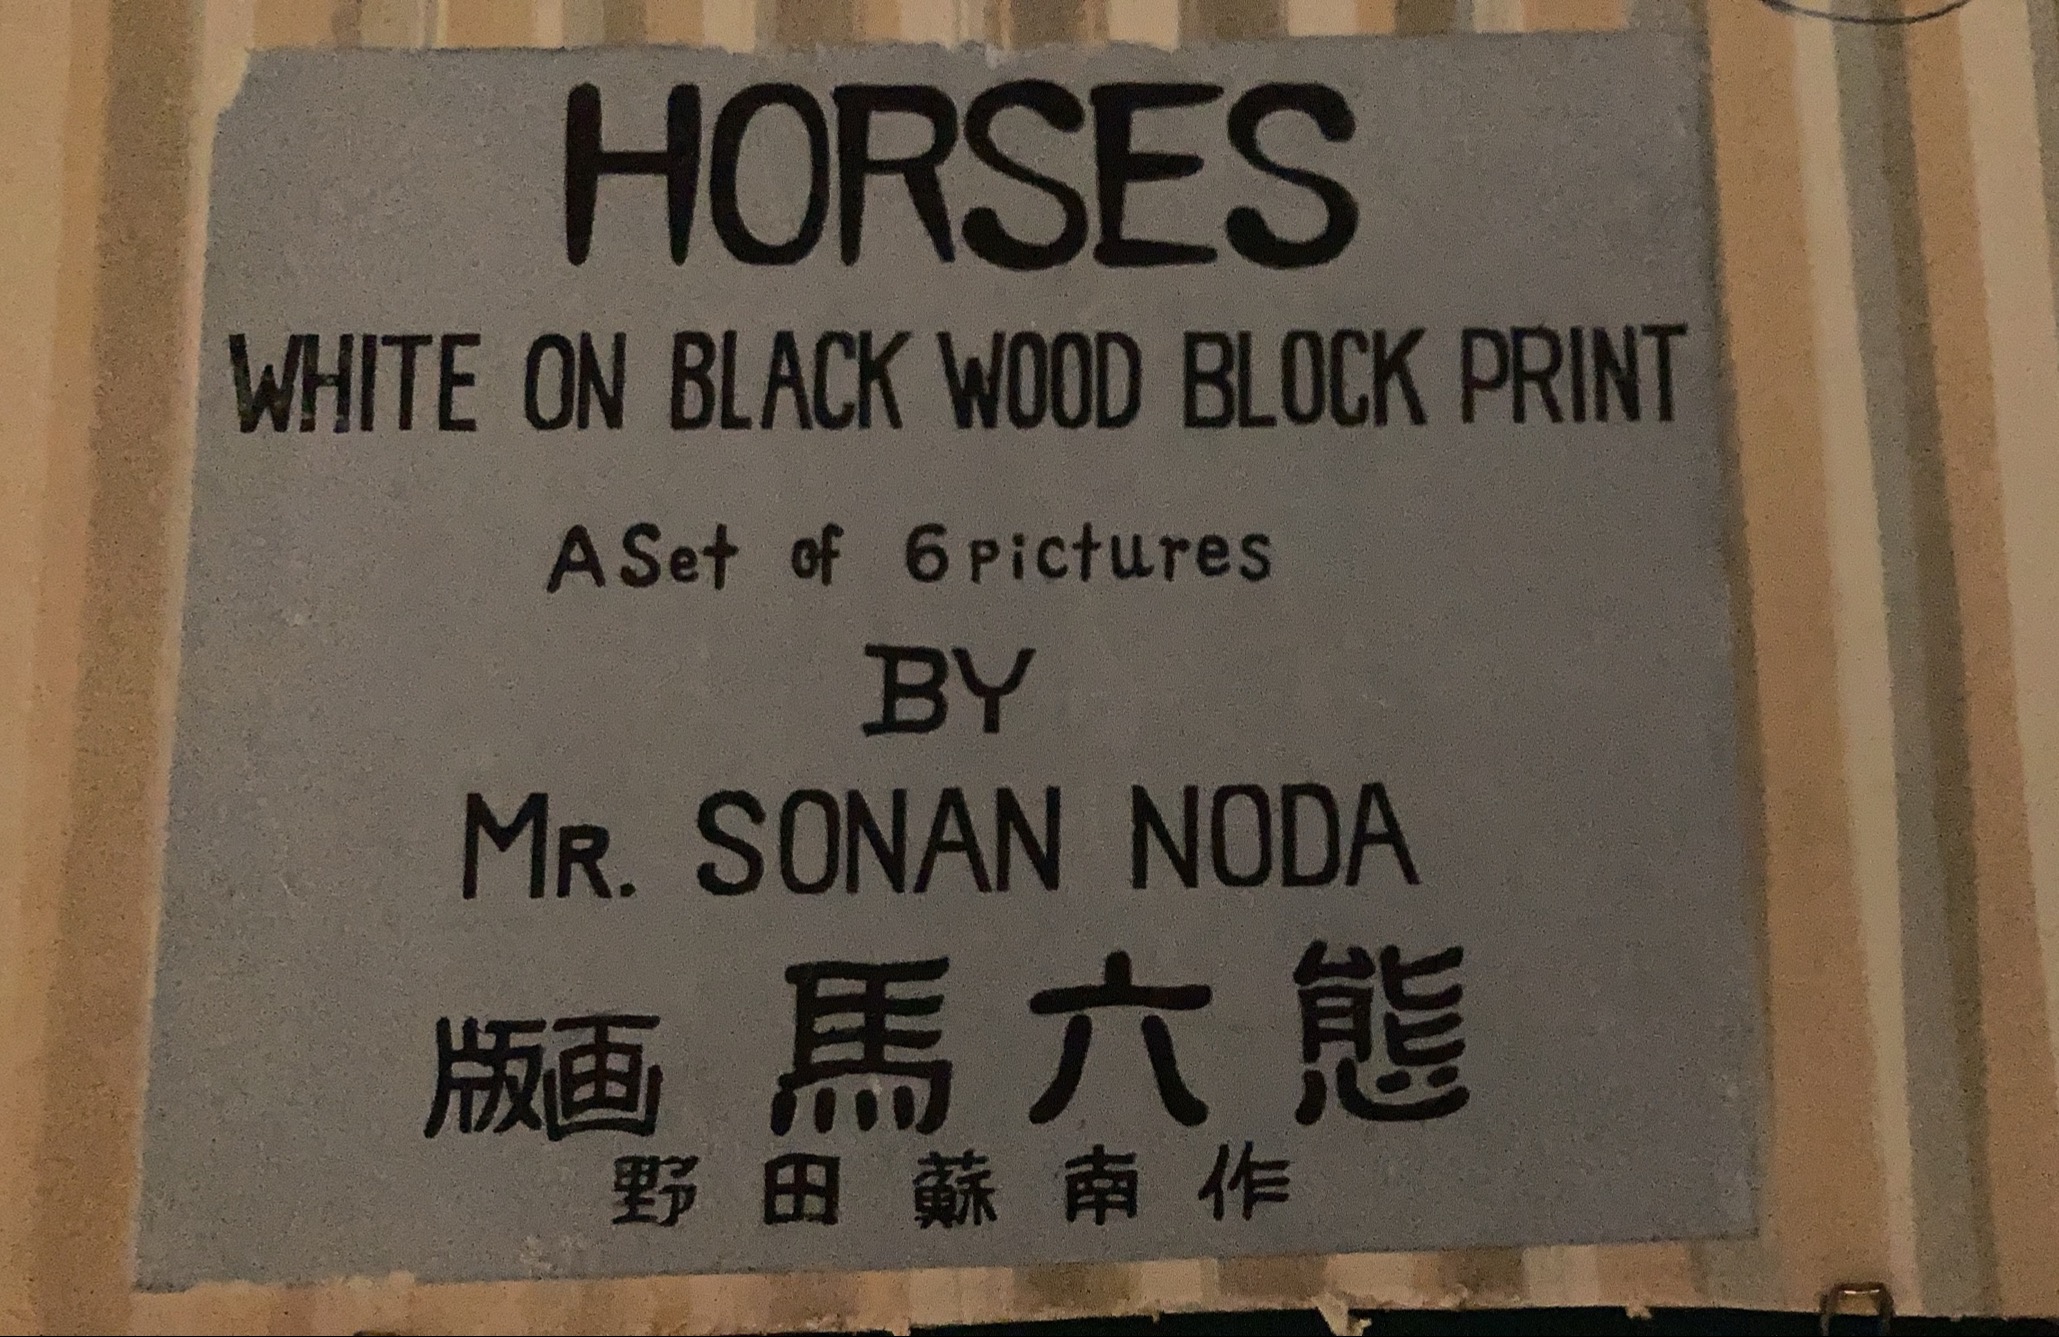 HORSES
WHITE ON BLACK WOOD BLOCK PRINT
A Set of 6 pictures
BY
MR. SONAN NODA
版画 馬六態
野田蘇南作